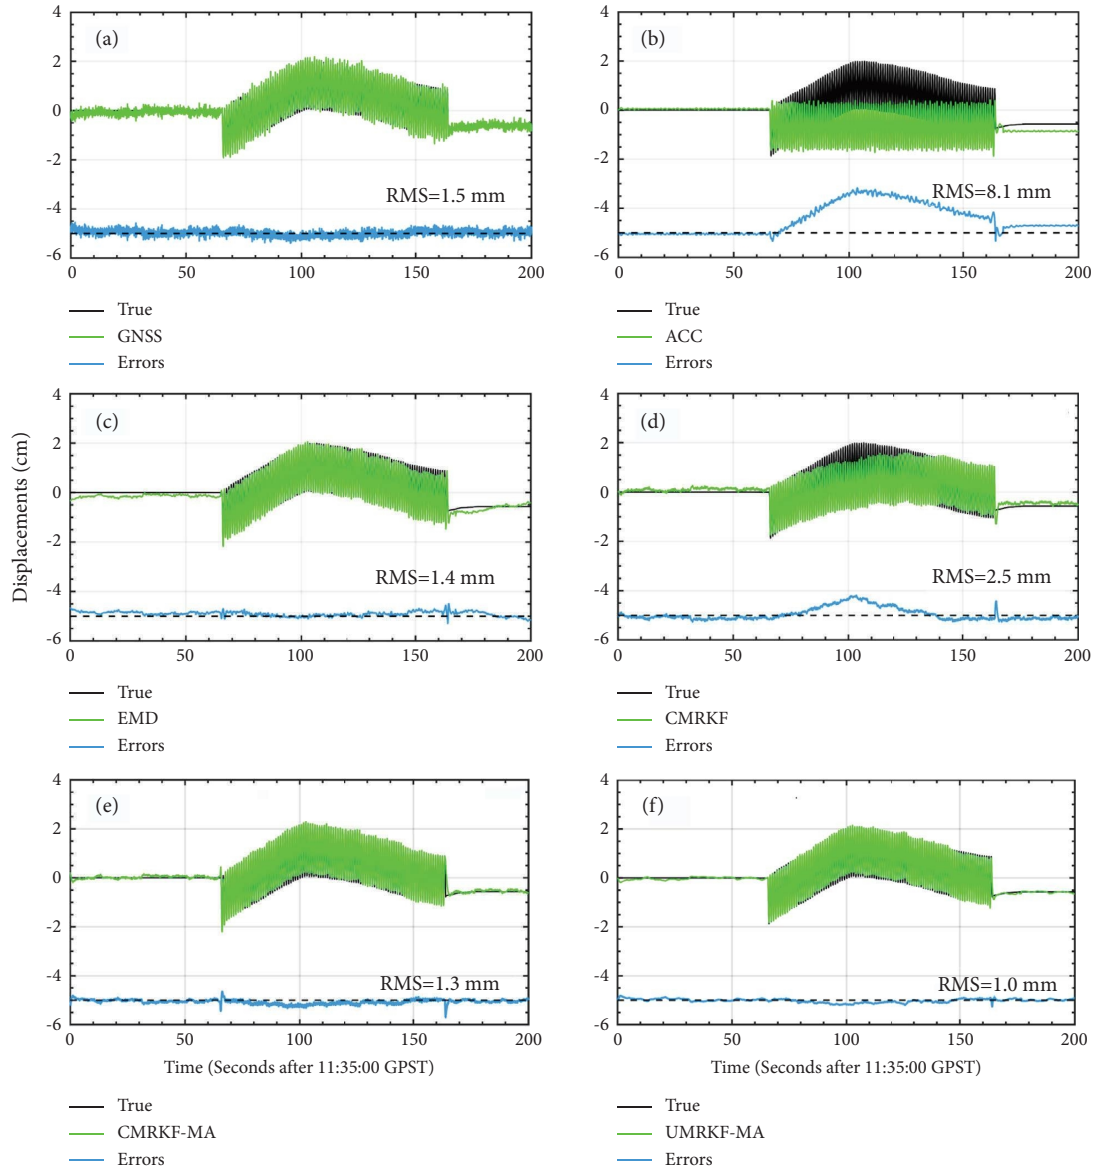 (a)
4
2
0
-2
-4
-6
RMS=1.5 mm
0 50 100 150 200
True
GNSS
Errors
(b)
4
2
0
-2
-4
-6
RMS=8.1 mm
0 50 100 150 200
True
ACC
Errors
Displacements (cm)
(c)
4
2
0
-2
-4
-6
RMS=1.4 mm
0 50 100 150 200
True
EMD
Errors
(d)
4
2
0
-2
-4
-6
RMS=2.5 mm
0 50 100 150 200
True
CMRKF
Errors
(e)
4
2
0
-2
-4
-6
RMS=1.3 mm
0 50 100 150 200
Time (Seconds after 11:35:00 GPST)
True
CMRKF-MA
Errors
(f)
4
2
0
-2
-4
-6
RMS=1.0 mm
0 50 100 150 200
Time (Seconds after 11:35:00 GPST)
True
UMRKF-MA
Errors